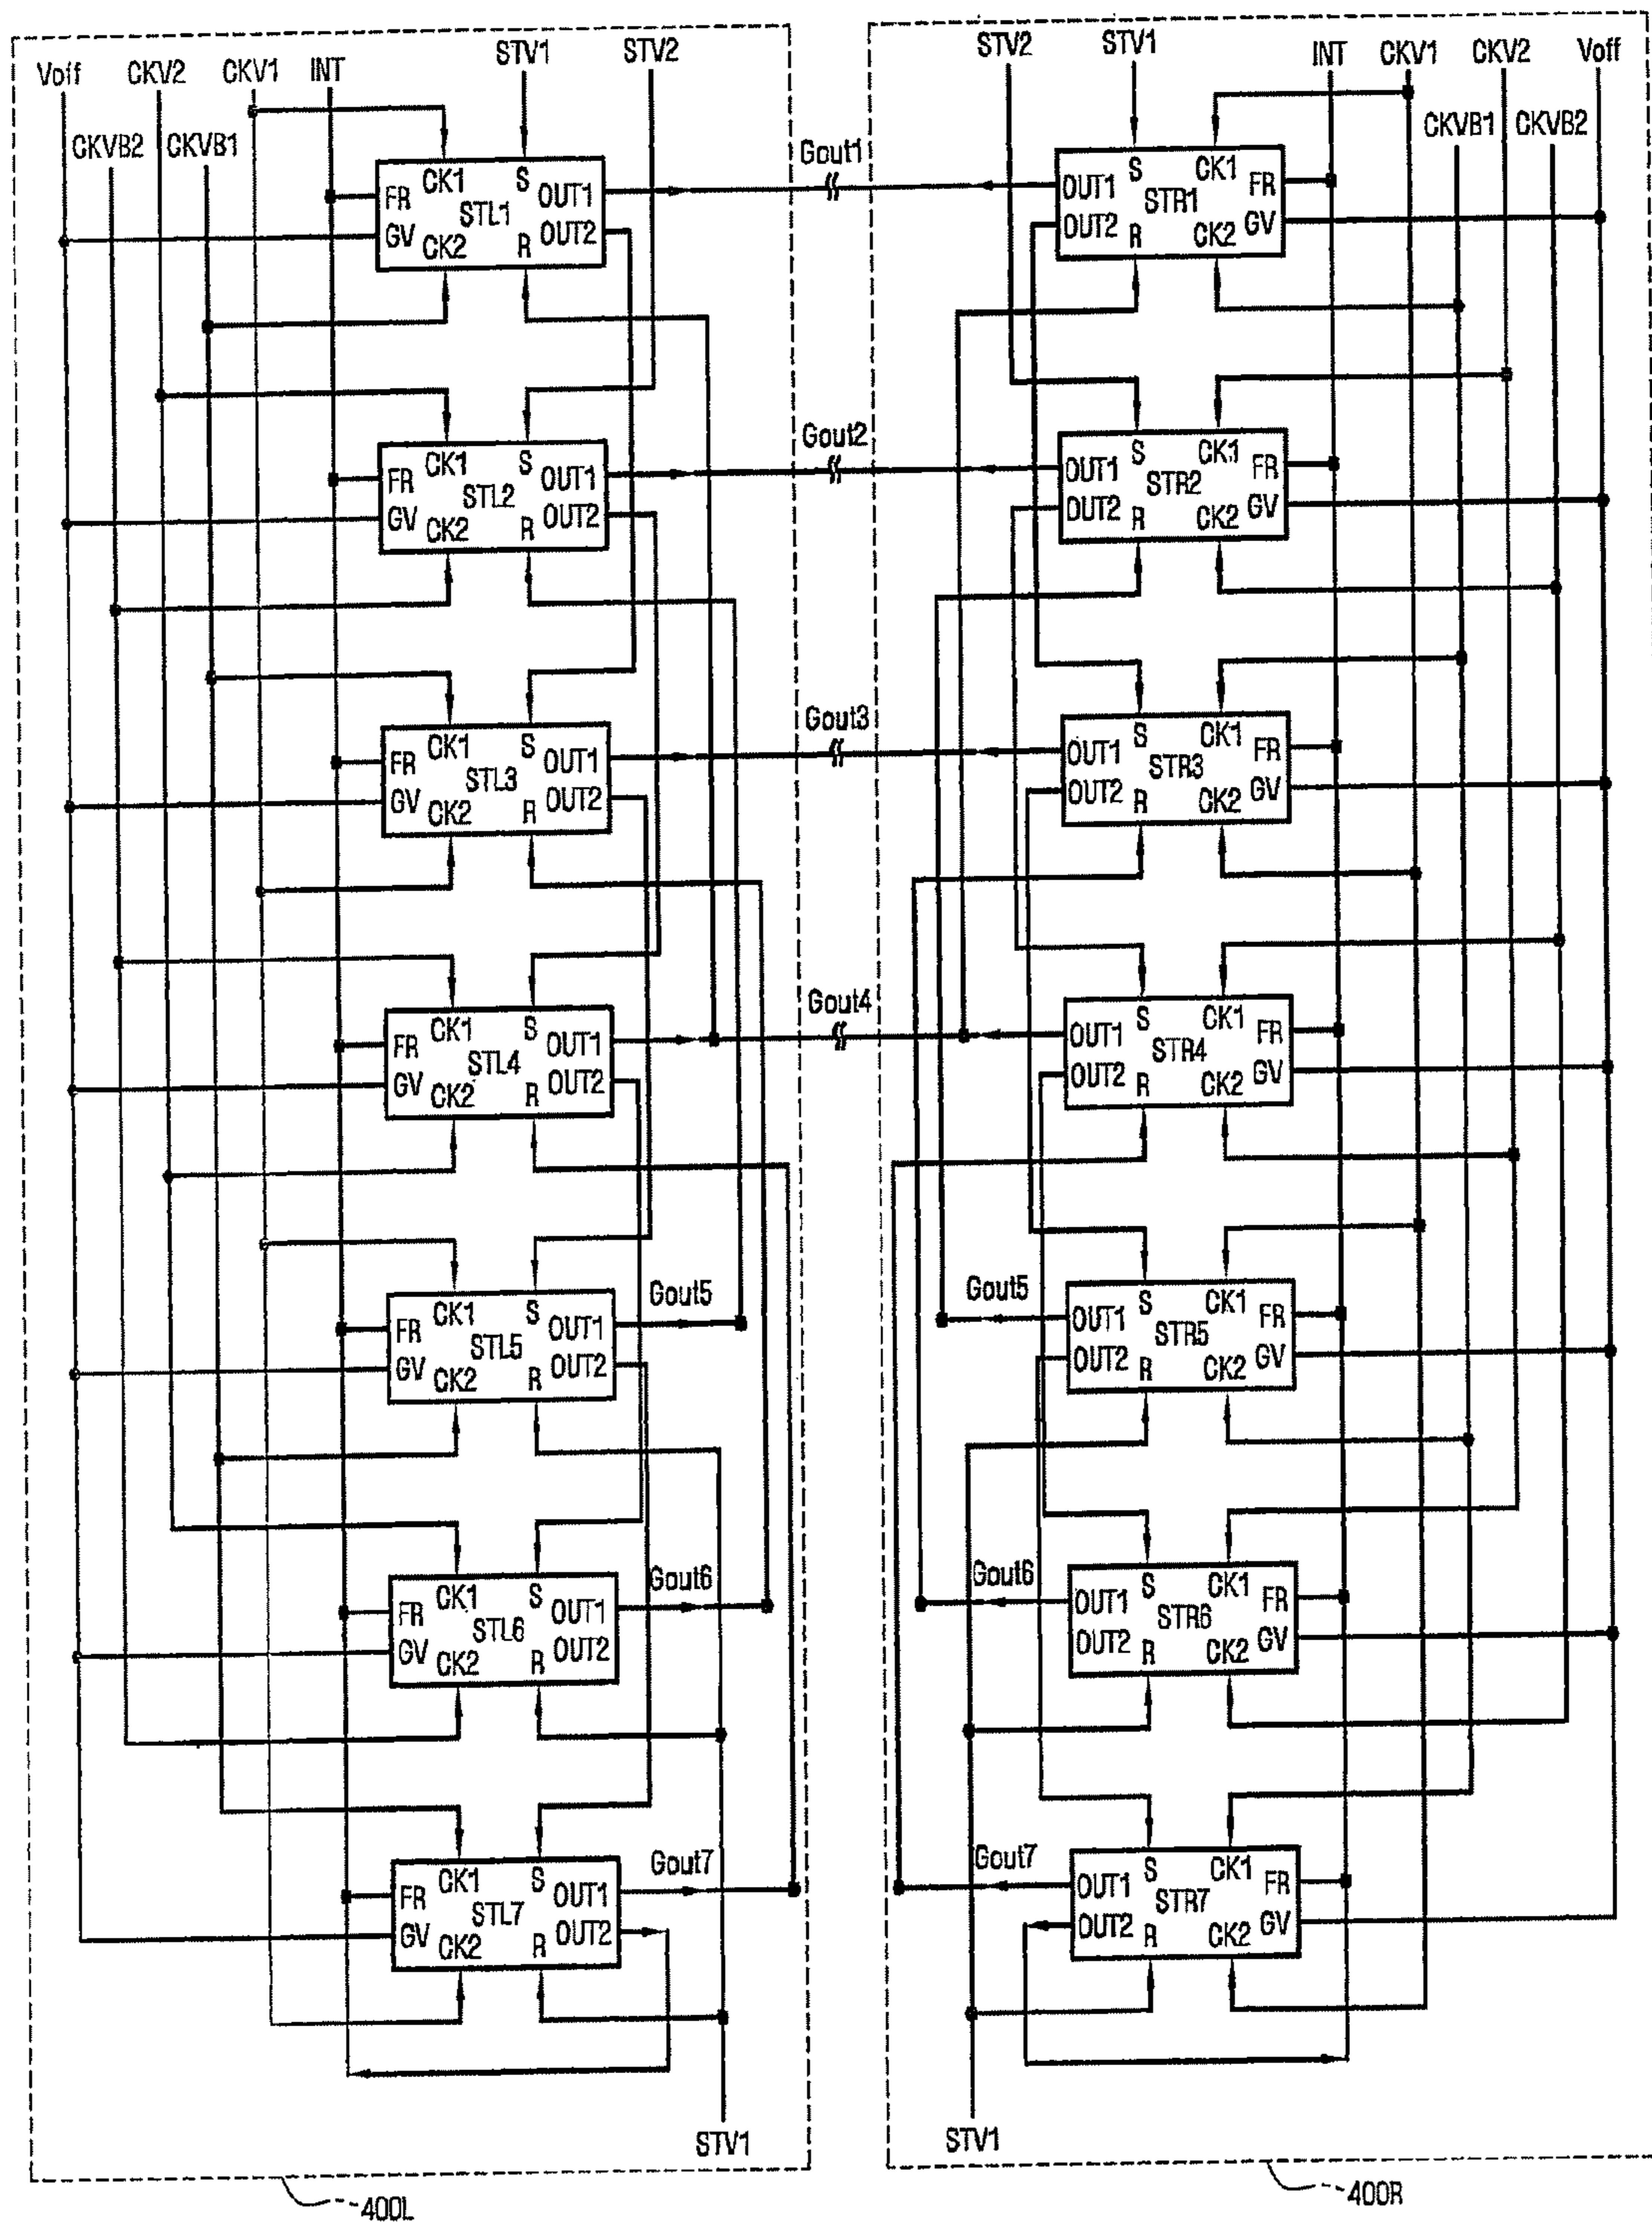 Voff CKV2 CKV1 INT STV1 STV2
CKVB2 CKVB1
STV2 STV1 INT CKV1 CKV2 Voff
CKVB1 CKVB2
CK1 S
FR STL1 OUT1
GV CK2 R OUT2
Gout1
S CK1
OUT1 STR1 FR
OUT2 R CK2 GV
CK1 S
FR STL2 OUT1
GV CK2 R OUT2
Gout2
S CK1
OUT1 STR2 FR
DUT2 R CK2 GV
CK1 S
FR STL3 OUT1
GV CK2 R OUT2
Gout3
S CK1
OUT1 STR3 FR
OUT2 R CK2 GV
CK1 S
FR STL4 OUT1
GV CK2 R OUT2
Gout4
S CK1
OUT1 STR4 FR
OUT2 R CK2 GV
CK1 S
FR STL5 OUT1
GV CK2 R OUT2
Gout5
Gout5
S CK1
OUT1 STR5 FR
OUT2 R CK2 GV
CK1 S
FR STL6 OUT1
GV CK2 R OUT2
Gout6
Gout6
S CK1
OUT1 STR6 FR
OUT2 R CK2 GV
CK1 S
FR STL7 OUT1
GV CK2 R OUT2
Gout7
Gout7
S CK1
OUT1 STR7 FR
OUT2 R CK2 GV
STV1
STV1
400L
400R